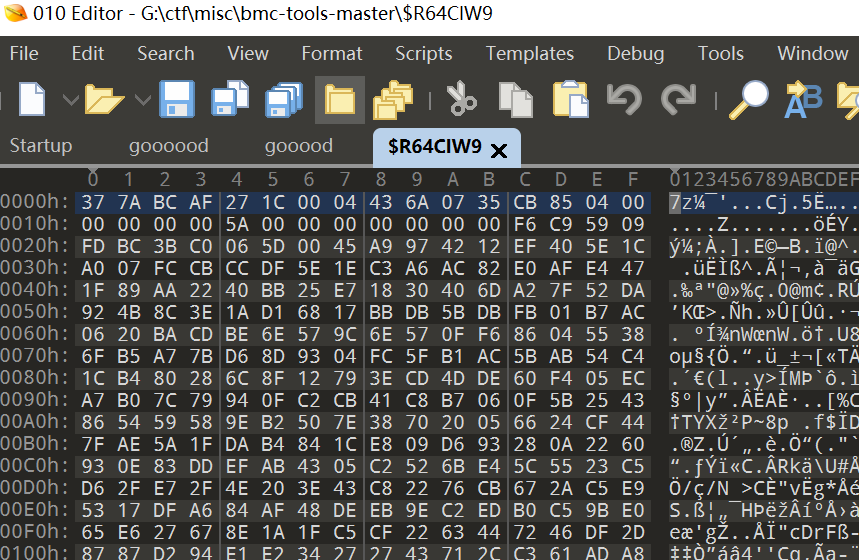 010 Editor - G:\ctf\misc\bmc-tools-master\$R64CIW9
File Edit Search View Format Scripts Templates Debug Tools Window
Startup goooood gooood $R64CIW9
0 1 2 3 4 5 6 7 8 9 A B C D E F 0123456789ABCDEF
0000h: 37 7A BC AF 27 1C 00 04 43 6A 07 35 CB 85 04 00 7z¼¯'...Cj.5Ë…..
0010h: 00 00 00 00 5A 00 00 00 00 00 00 00 F6 C9 59 09 ....Z.......öÉY.
0020h: FD BC 3B C0 06 5D 00 45 A9 97 42 12 EF 40 5E 1C ý¼;À.].E©—B.ï@^.
0030h: A0 07 FC CB CC DF 5E 1E C3 A6 AC 82 E0 AF E4 47 .üËÌß^.Ã¦¬‚à¯äG
0040h: 1F 89 AA 22 40 BB 25 E7 18 30 40 6D A2 7F 52 DA .‰ª"@»%ç.0@m¢.RÚ
0050h: 92 4B 8C 3E 1A D1 68 17 BB DB 5B DB FB 01 B7 AC ’KŒ>.Ñh.»Û[Ûû.·¬
0060h: 06 20 BA CD BE 6E 57 9C 6E 57 0F F6 86 04 55 38 . ºÍ¾nWœnW.ö†.U8
0070h: 6F B5 A7 7B D6 8D 93 04 FC 5F B1 AC 5B AB 54 C4 oµ§{Ö.“.ü_±¬[«TÄ
0080h: 1C B4 80 28 6C 8F 12 79 3E CD 4D DE 60 F4 05 EC .´€(l..y>ÍMÞ`ô.ì
0090h: A7 B0 7C 79 94 0F C2 CB 41 C8 B7 06 0F 5B 25 43 §°|y”.ÂËAÈ·..[%C
00A0h: 86 54 59 58 9E B2 50 7E 38 70 20 05 66 24 CF 44 †TYXž²P~8p .f$ÏD
00B0h: 7F AE 5A 1F DA B4 84 1C E8 09 D6 93 28 0A 22 60 .®Z.Ú´„.è.Ö“(."`
00C0h: 93 0E 83 DD EF AB 43 05 C2 52 6B E4 5C 55 23 C5 “.ƒÝï«C.ÂRkä\U#Å
00D0h: D6 2F E7 2F 4E 20 3E 43 C8 22 76 CB 67 2A C5 E9 Ö/ç/N >CÈ"vËg*Åé
00E0h: 53 17 DF A6 84 AF 48 DE EB 9E C2 ED B0 C5 9B E0 S.ß¦„¯HÞëžÂí°Å›à
00F0h: 65 E6 27 67 8E 1A 1F C5 CF 22 63 44 72 46 DF 2D eæ'gŽ..ÅÏ"cDrFß-
0100h: 87 87 D2 94 E1 E2 34 27 27 43 71 2C C3 61 AD A8